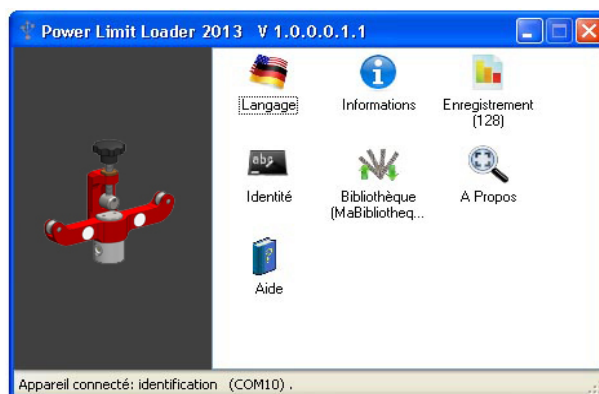 Power Limit Loader 2013 V 1.0.0.0.1.1
Langage
Informations
Enregistrement
(128)
abc
Identité
Bibliothèque
(MaBibliotheq...
A Propos
Aide
Appareil connecté: identification (COM10) .